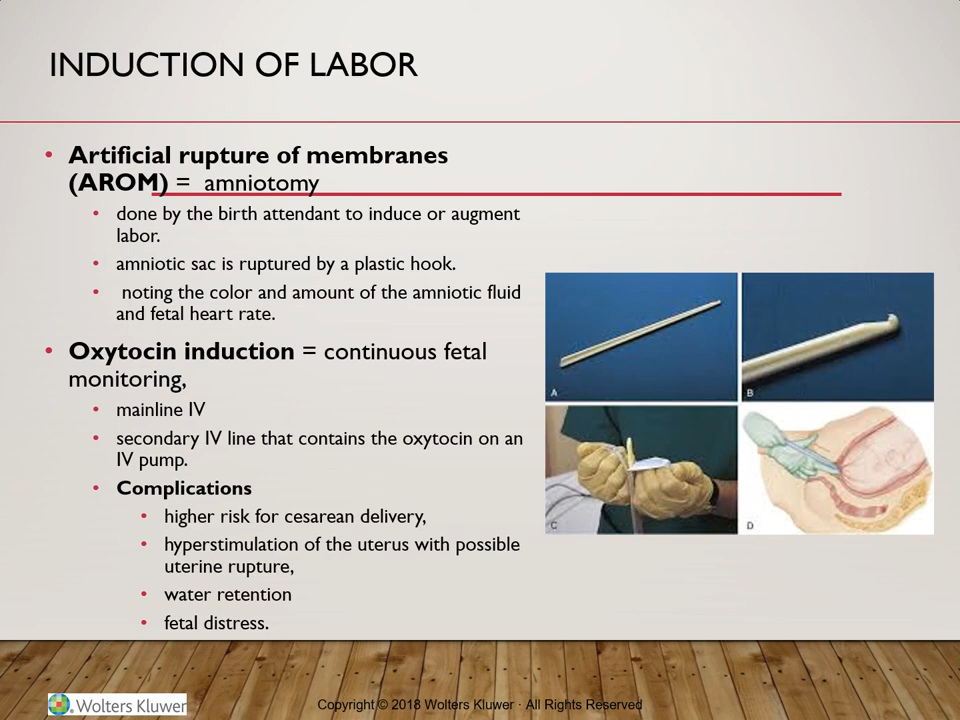 INDUCTION OF LABOR
• Artificial rupture of membranes
(AROM) = amniotomy
• done by the birth attendant to induce or augment
labor.
• amniotic sac is ruptured by a plastic hook.
• noting the color and amount of the amniotic fluid
and fetal heart rate.
• Oxytocin induction = continuous fetal
monitoring,
• mainline IV
• secondary IV line that contains the oxytocin on an
IV pump.
• Complications
• higher risk for cesarean delivery,
• hyperstimulation of the uterus with possible
uterine rupture,
• water retention
• fetal distress.
A
B
C
D
Wolters Kluwer
Copyright © 2018 Wolters Kluwer · All Rights Reserved